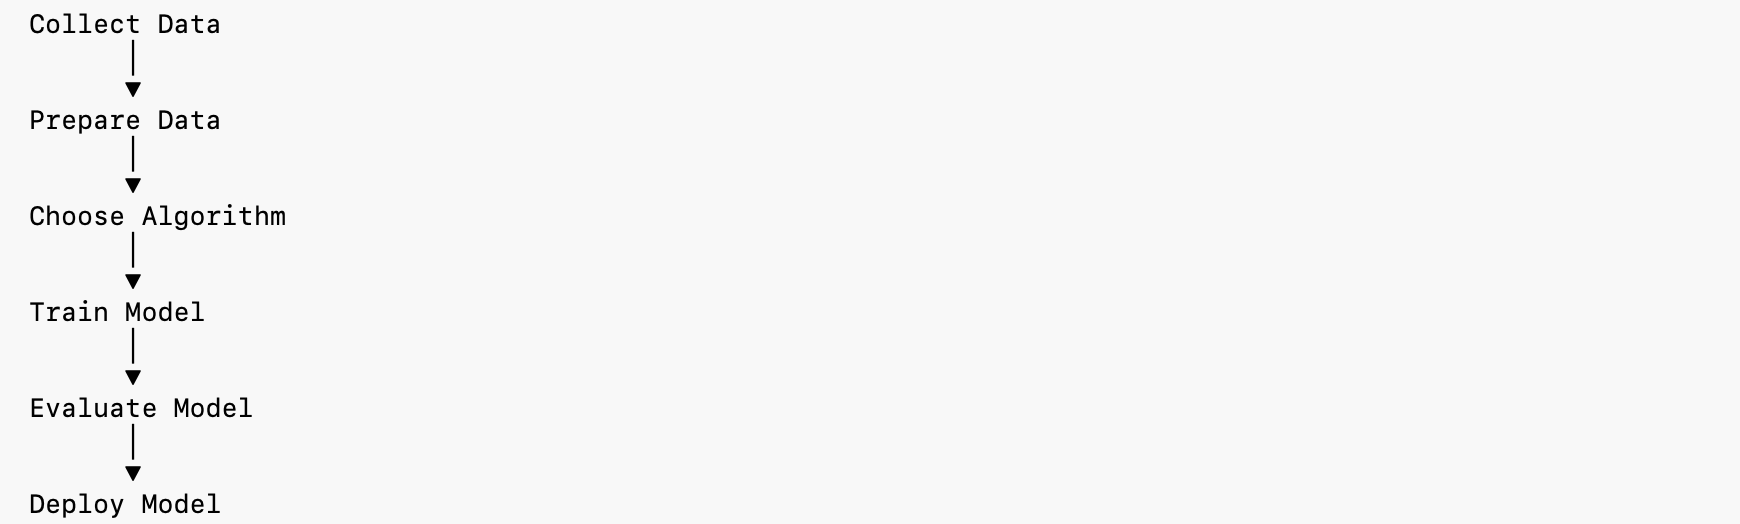 Collect Data
Prepare Data
Choose Algorithm
Train Model
Evaluate Model
Deploy Model